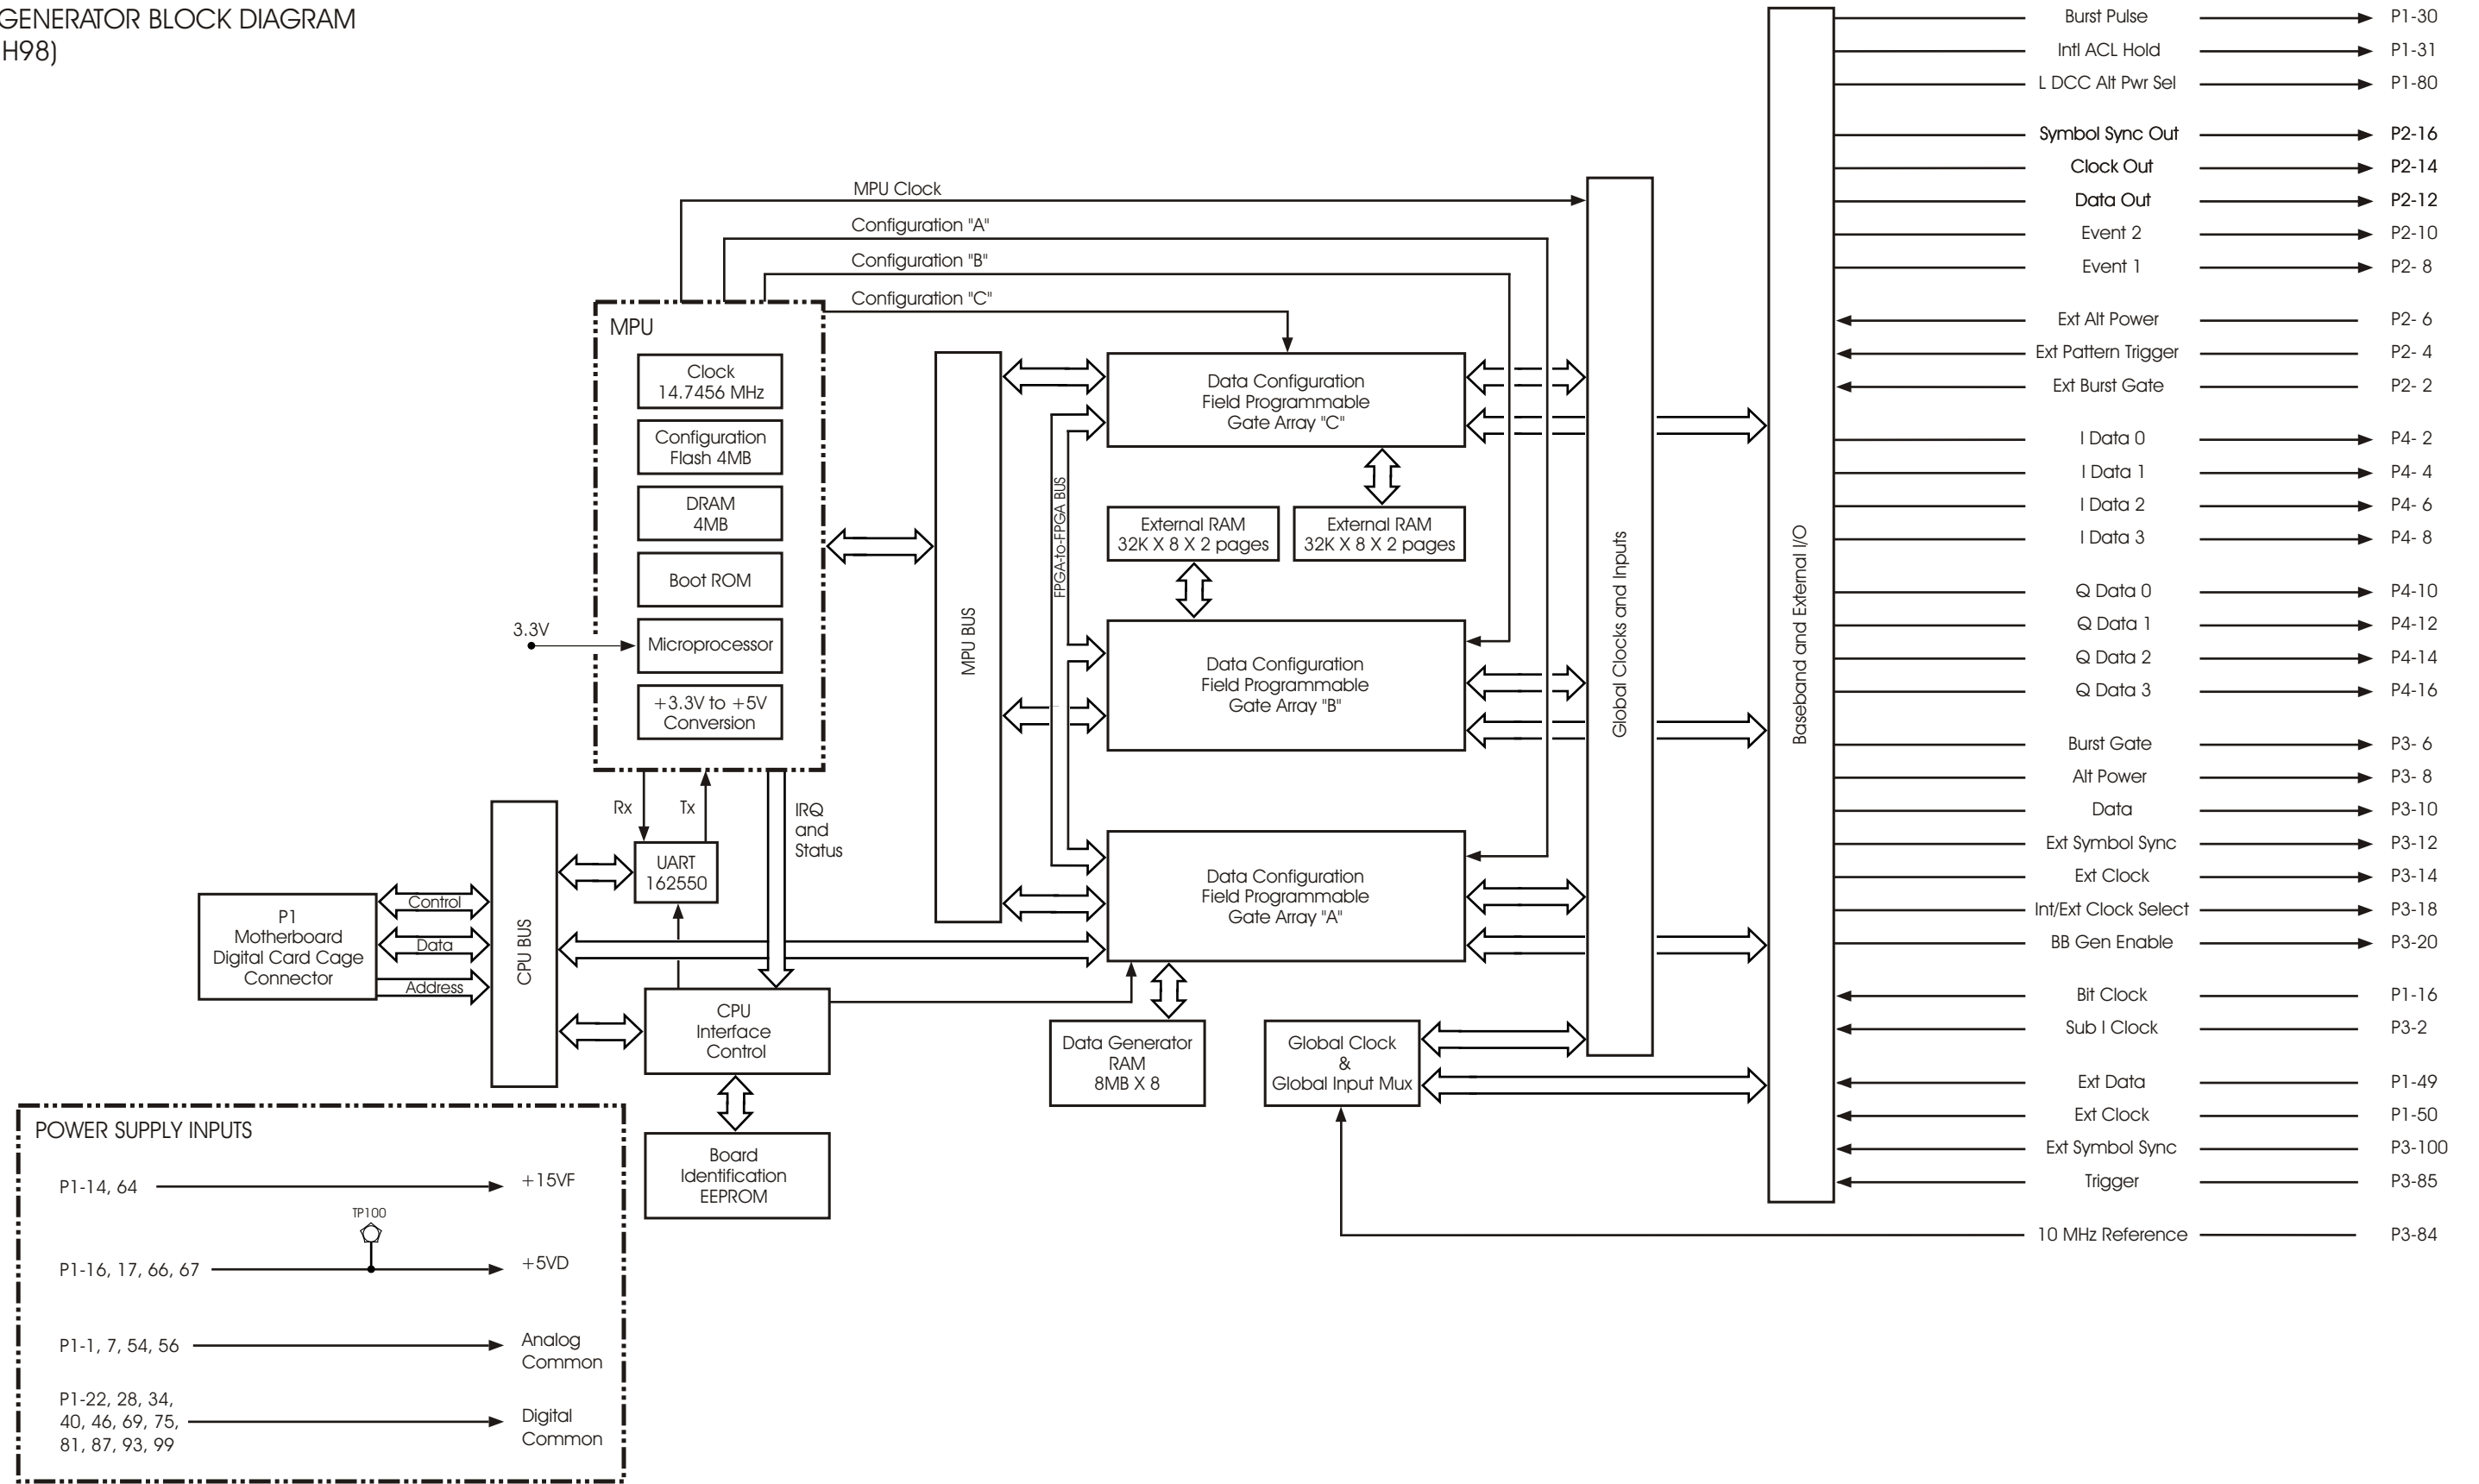 GENERATOR BLOCK DIAGRAM
H98)
MPU Clock
Configuration "A"
Configuration "B"
Configuration "C"
MPU
Clock
14.7456 MHz
Configuration
Flash 4MB
DRAM
4MB
Boot ROM
3.3V
Microprocessor
+3.3V to +5V
Conversion
Rx
Tx
IRQ
and
Status
UART
162550
P1
Motherboard
Digital Card Cage
Connector
Control
Data
Address
CPU BUS
CPU
Interface
Control
Board
Identification
EEPROM
MPU BUS
FPGA-to-FPGA BUS
Data Configuration
Field Programmable
Gate Array "C"
External RAM
32K X 8 X 2 pages
External RAM
32K X 8 X 2 pages
Data Configuration
Field Programmable
Gate Array "B"
Data Configuration
Field Programmable
Gate Array "A"
Data Generator
RAM
8MB X 8
Global Clock
&
Global Input Mux
Global Clocks and Inputs
Baseband and External I/O
Burst Pulse P1-30
Intl ACL Hold P1-31
L DCC Alt Pwr Sel P1-80
Symbol Sync Out P2-16
Clock Out P2-14
Data Out P2-12
Event 2 P2-10
Event 1 P2- 8
Ext Alt Power P2- 6
Ext Pattern Trigger P2- 4
Ext Burst Gate P2- 2
I Data 0 P4- 2
I Data 1 P4- 4
I Data 2 P4- 6
I Data 3 P4- 8
Q Data 0 P4-10
Q Data 1 P4-12
Q Data 2 P4-14
Q Data 3 P4-16
Burst Gate P3- 6
Alt Power P3- 8
Data P3-10
Ext Symbol Sync P3-12
Ext Clock P3-14
Int/Ext Clock Select P3-18
BB Gen Enable P3-20
Bit Clock P1-16
Sub I Clock P3-2
Ext Data P1-49
Ext Clock P1-50
Ext Symbol Sync P3-100
Trigger P3-85
10 MHz Reference P3-84
POWER SUPPLY INPUTS
P1-14, 64 +15VF
TP100
P1-16, 17, 66, 67 +5VD
P1-1, 7, 54, 56 Analog
Common
P1-22, 28, 34,
40, 46, 69, 75, Digital
81, 87, 93, 99 Common